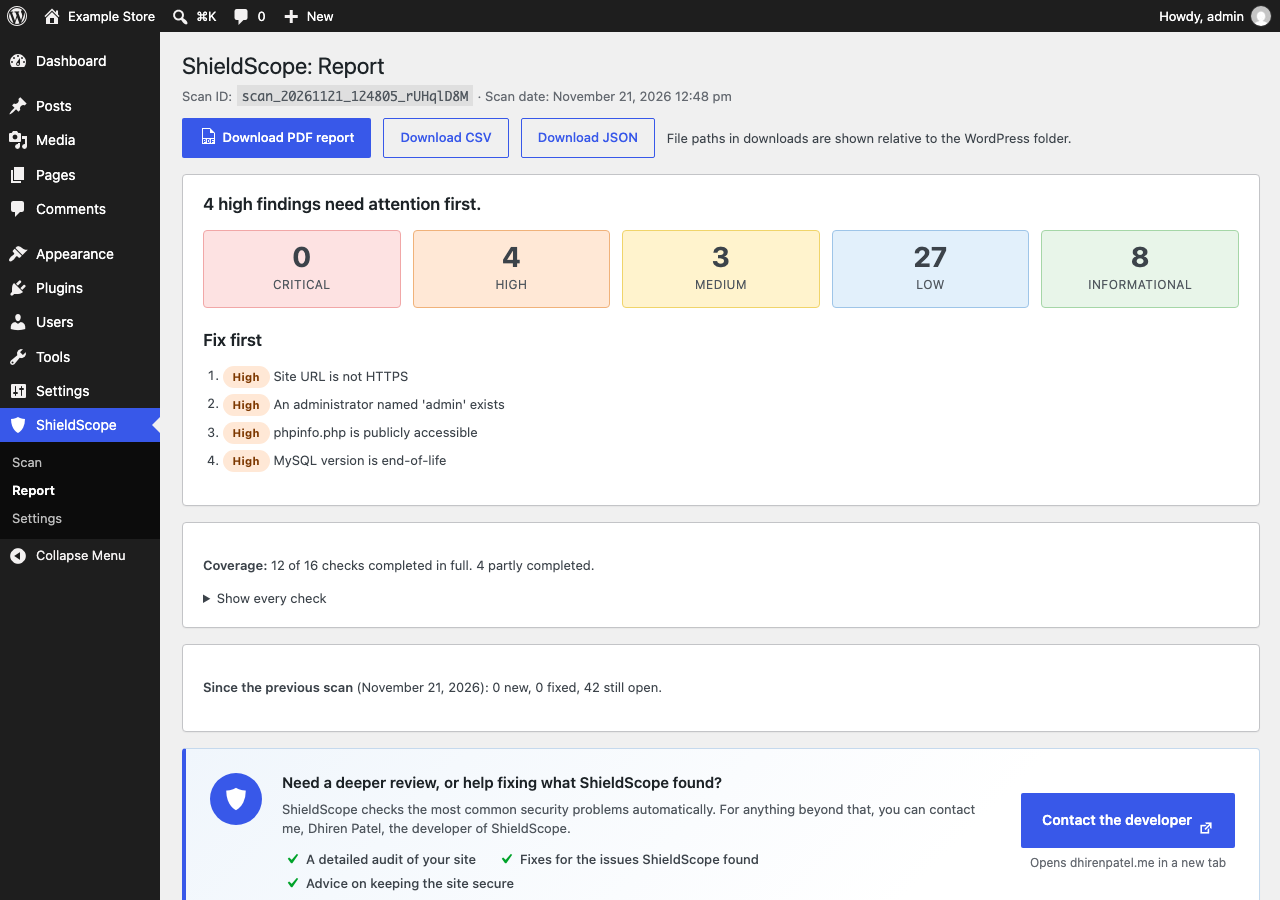 Example Store
⌘K
0
New
Howdy, admin
Dashboard
Posts
Media
Pages
Comments
Appearance
Plugins
Users
Tools
Settings
ShieldScope
Scan
Report
Settings
Collapse Menu
ShieldScope: Report
Scan ID: scan_20261121_124805_rUHqlD8M · Scan date: November 21, 2026 12:48 pm
PDF Download PDF report
Download CSV
Download JSON
File paths in downloads are shown relative to the WordPress folder.
4 high findings need attention first.
0
CRITICAL
4
HIGH
3
MEDIUM
27
LOW
8
INFORMATIONAL
Fix first
1. High Site URL is not HTTPS
2. High An administrator named 'admin' exists
3. High phpinfo.php is publicly accessible
4. High MySQL version is end-of-life
Coverage: 12 of 16 checks completed in full. 4 partly completed.
Show every check
Since the previous scan (November 21, 2026): 0 new, 0 fixed, 42 still open.
Need a deeper review, or help fixing what ShieldScope found?
ShieldScope checks the most common security problems automatically. For anything beyond that, you can contact
me, Dhiren Patel, the developer of ShieldScope.
A detailed audit of your site
Fixes for the issues ShieldScope found
Advice on keeping the site secure
Contact the developer
Opens dhirenpatel.me in a new tab